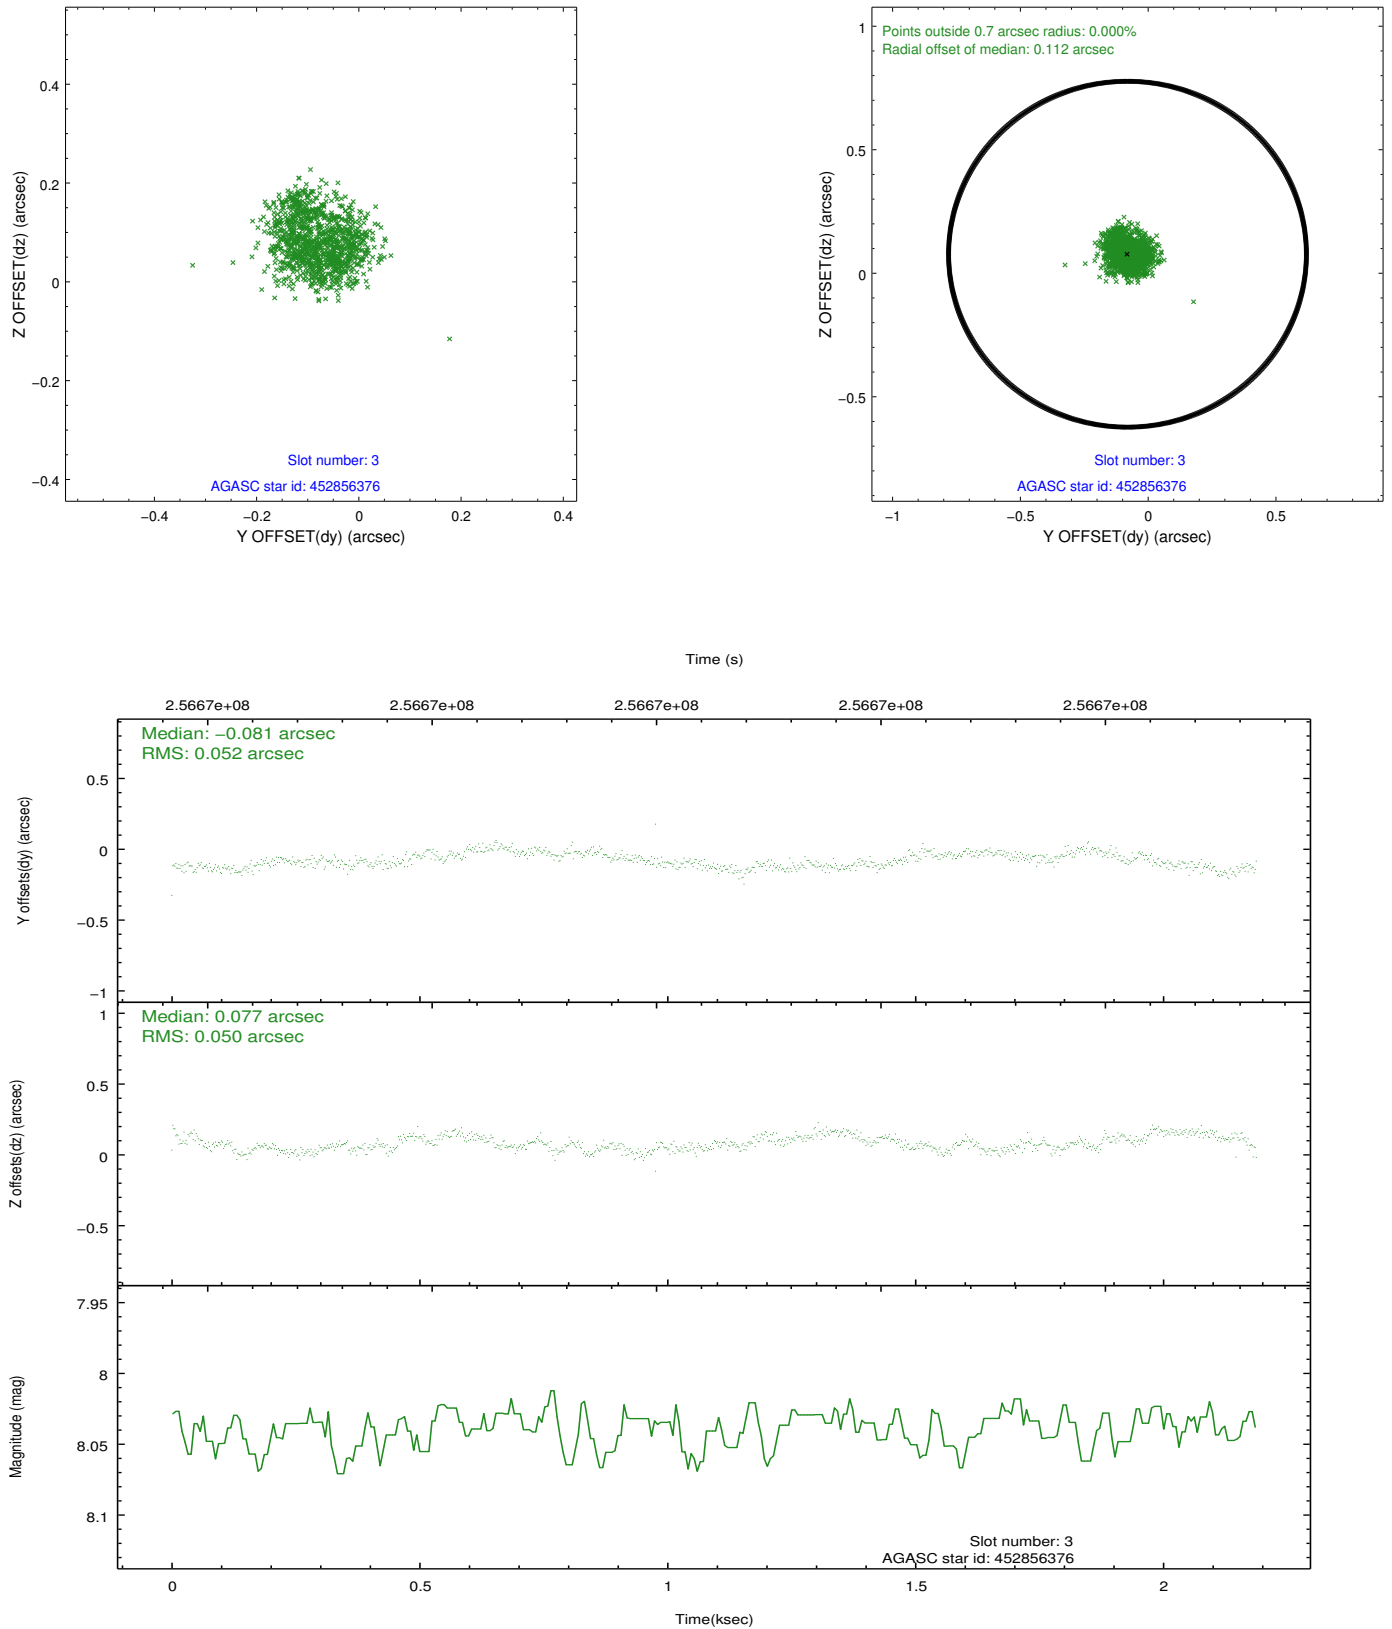 0.4
0.2
0
−0.2
−0.4
Z OFFSET(dz) (arcsec)
Slot number: 3
AGASC star id: 452856376
−0.4
−0.2
0
0.2
0.4
Y OFFSET(dy) (arcsec)
Points outside 0.7 arcsec radius: 0.000%
Radial offset of median: 0.112 arcsec
1
0.5
0
−0.5
Z OFFSET(dz) (arcsec)
Slot number: 3
AGASC star id: 452856376
−1
−0.5
0
0.5
Y OFFSET(dy) (arcsec)
Time (s)
2.5667e+08
2.5667e+08
2.5667e+08
2.5667e+08
2.5667e+08
Median: −0.081 arcsec
RMS: 0.052 arcsec
0.5
0
−0.5
−1
Y offsets(dy) (arcsec)
Median: 0.077 arcsec
RMS: 0.050 arcsec
1
0.5
0
−0.5
Z offsets(dz) (arcsec)
7.95
8
8.05
8.1
Magnitude (mag)
Slot number: 3
AGASC star id: 452856376
0
0.5
1
1.5
2
Time(ksec)